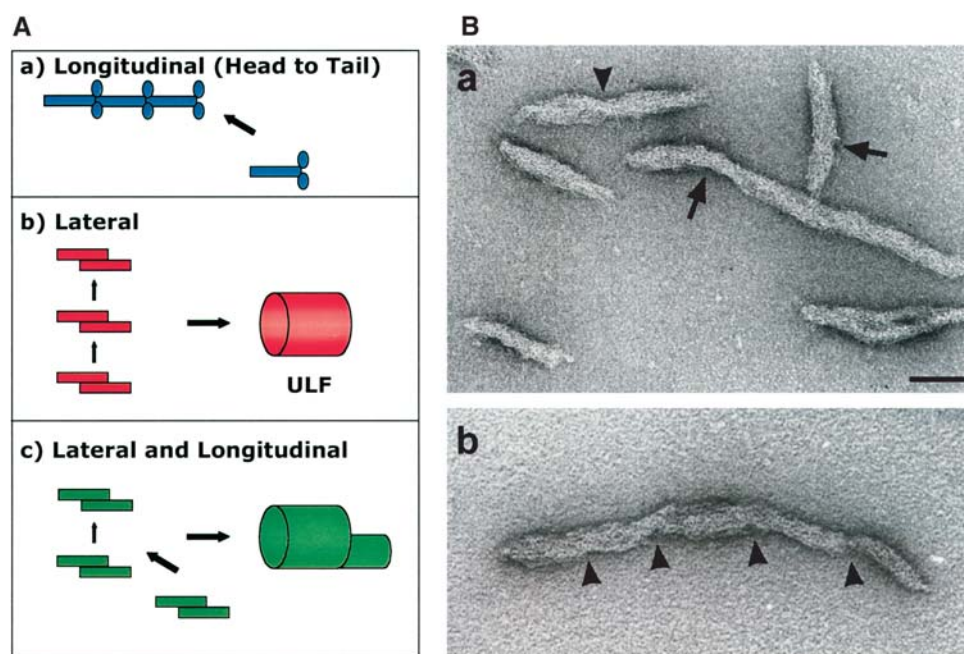 A
a) Longitudinal (Head to Tail)
b) Lateral
ULF
c) Lateral and Longitudinal
B
a
b